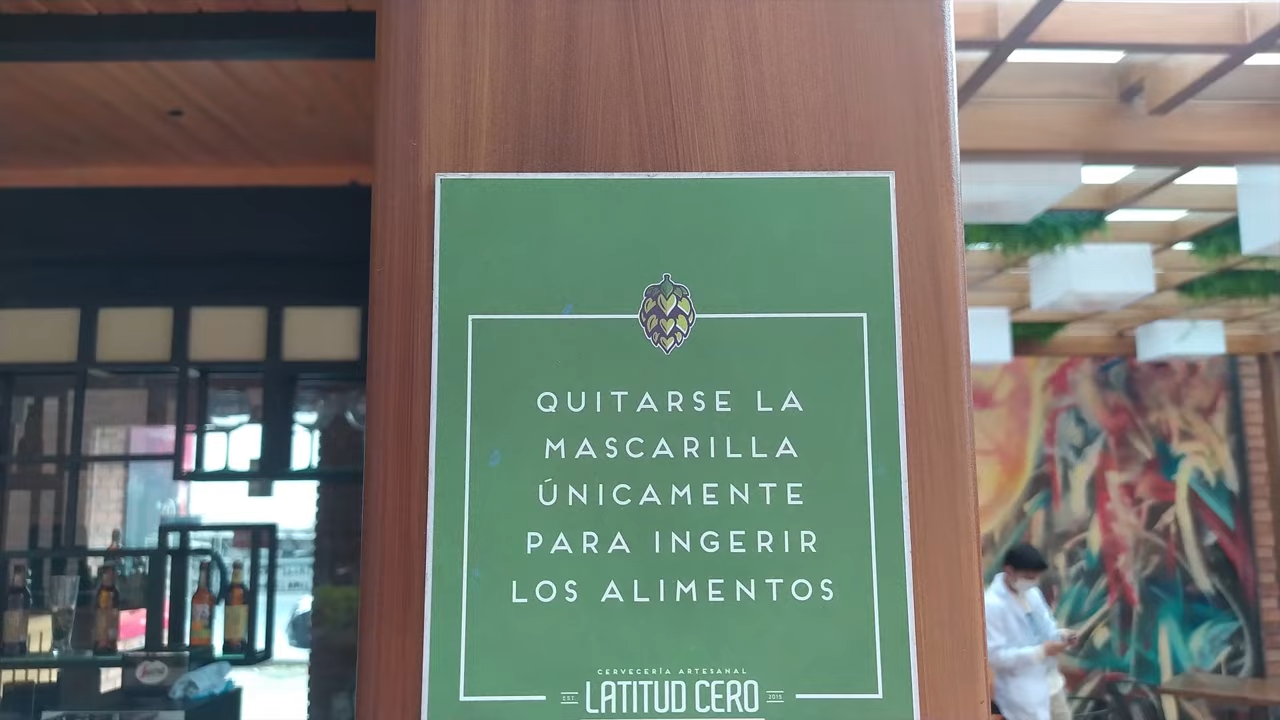 QUITARSE LA
MASCARILLA
ÚNICAMENTE
PARA INGERIR
LOS ALIMENTOS
CERVECERÍA ARTESANAL
EST. LATITUD CERO 2015